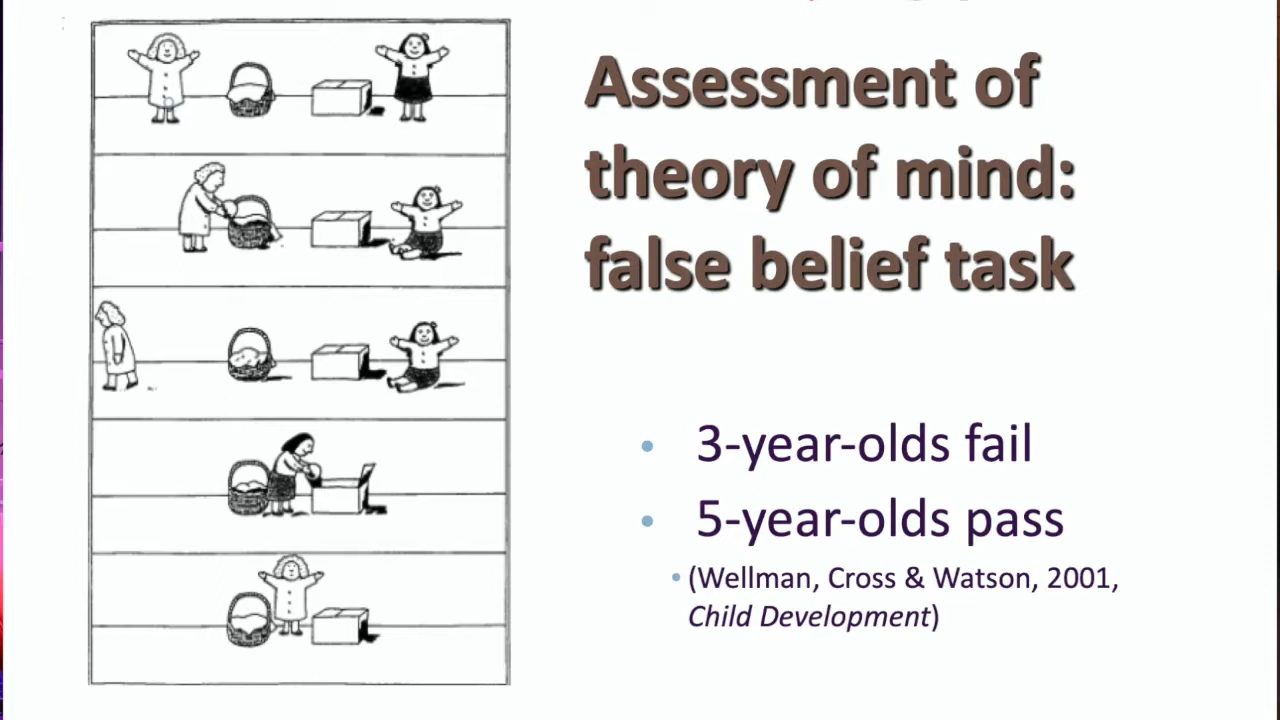 Assessment of
theory of mind:
false belief task
• 3-year-olds fail
• 5-year-olds pass
• (Wellman, Cross & Watson, 2001,
Child Development)